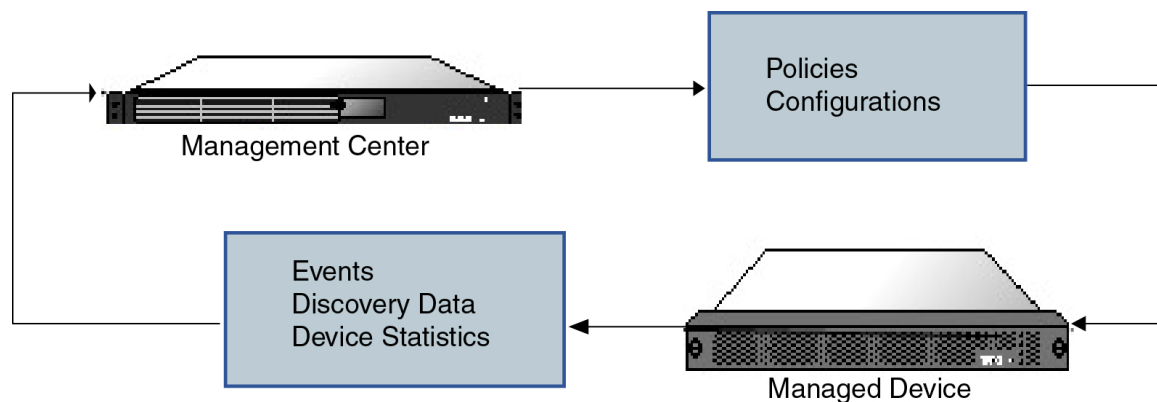 Policies
Configurations
Management Center
Events
Discovery Data
Device Statistics
Managed Device